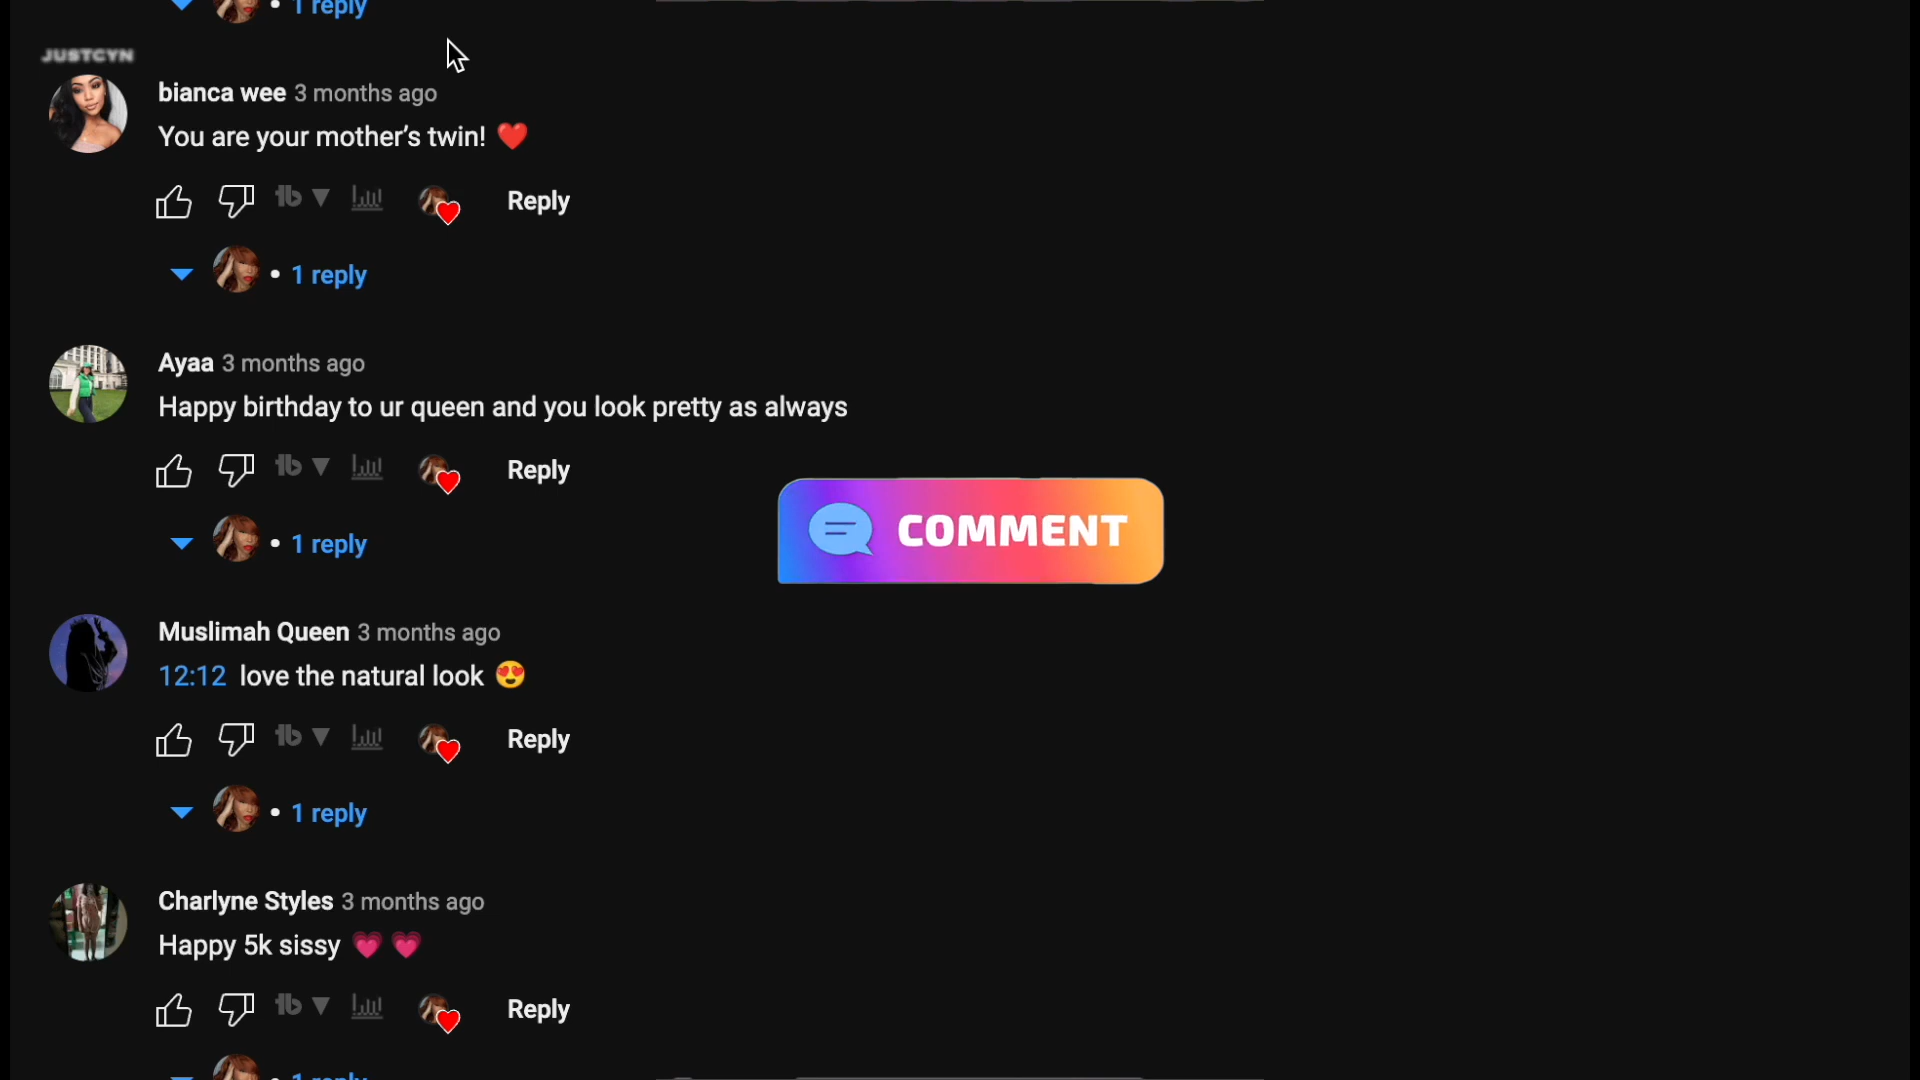 1 reply
JUSTCYN
bianca wee 3 months ago
You are your mother’s twin! ❤️
Reply
1 reply
Ayaa 3 months ago
Happy birthday to ur queen and you look pretty as always
Reply
1 reply
COMMENT
Muslimah Queen 3 months ago
12:12 love the natural look 😍
Reply
1 reply
Charlyne Styles 3 months ago
Happy 5k sissy 💗 💗
Reply
1 reply